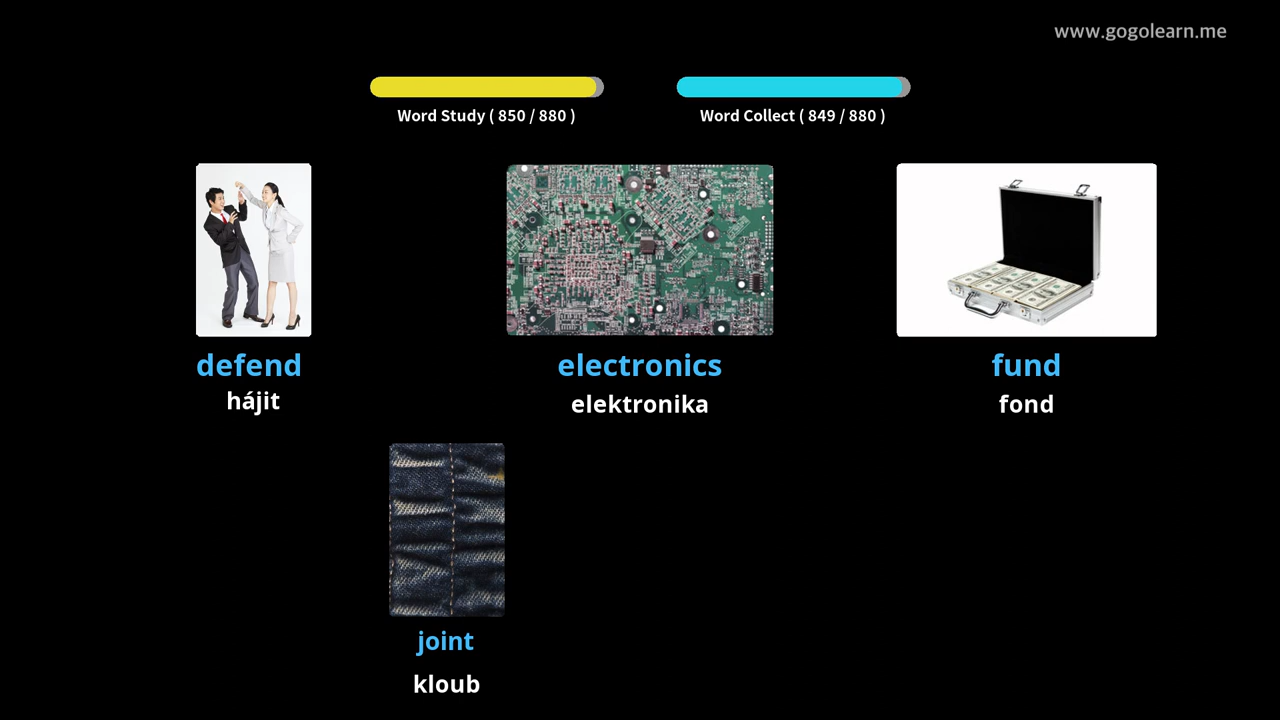 www.gogolearn.me
Word Study ( 850 / 880 )
Word Collect ( 849 / 880 )
defend
hájit
electronics
elektronika
fund
fond
joint
kloub